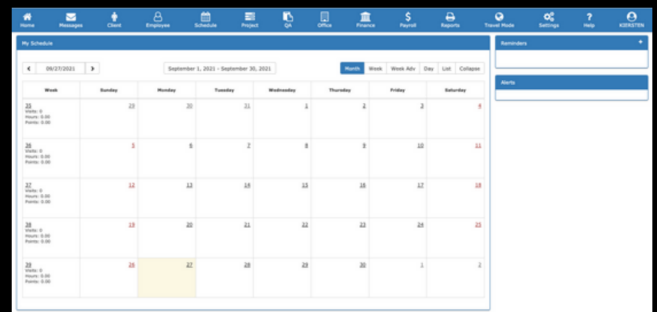 Home Messages Client Employee Schedule Project QA Office Finance Payroll Reports Travel Mode Settings Help KIERSTEN
My Schedule
Reminders +
09/27/2021
September 1, 2021 - September 30, 2021
Month Week Week Adv Day List Collapse
Alerts
Week Sunday Monday Tuesday Wednesday Thursday Friday Saturday
35 29 30 31 1 2 3 4
Visits: 0
Hours: 0.00
Points: 0.00
36 5 6 7 8 9 10 11
Visits: 0
Hours: 0.00
Points: 0.00
37 12 13 14 15 16 17 18
Visits: 0
Hours: 0.00
Points: 0.00
38 19 20 21 22 23 24 25
Visits: 0
Hours: 0.00
Points: 0.00
39 26 27 28 29 30 1 2
Visits: 0
Hours: 0.00
Points: 0.00